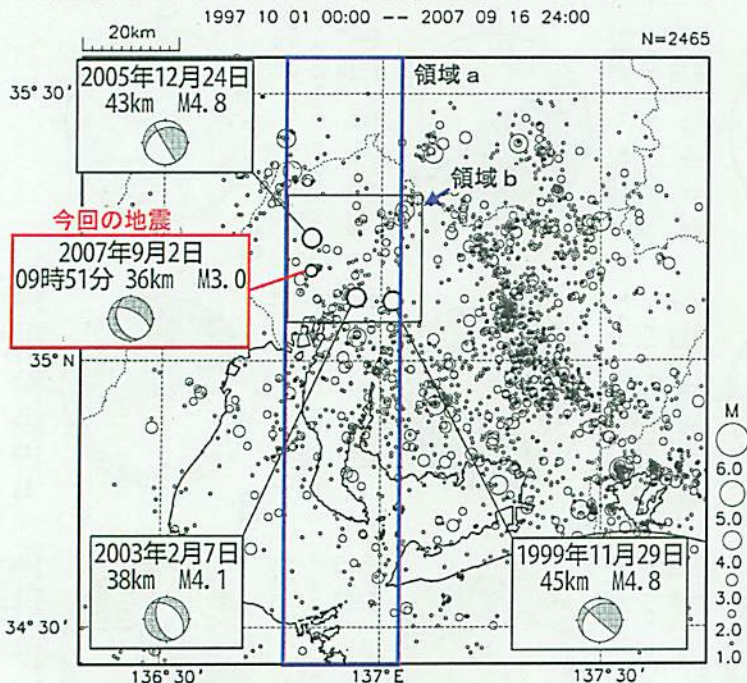 1997 10 01 00:00 -- 2007 09 16 24:00
20km
N=2465
2005年12月24日
43km M4.8
領域a
35°30'
領域b
今回の地震
2007年9月2日
09時51分 36km M3.0
35°N
M
6.0
5.0
4.0
3.0
2.0
1.0
2003年2月7日
38km M4.1
1999年11月29日
45km M4.8
34°30'
136°30'
137°E
137°30'